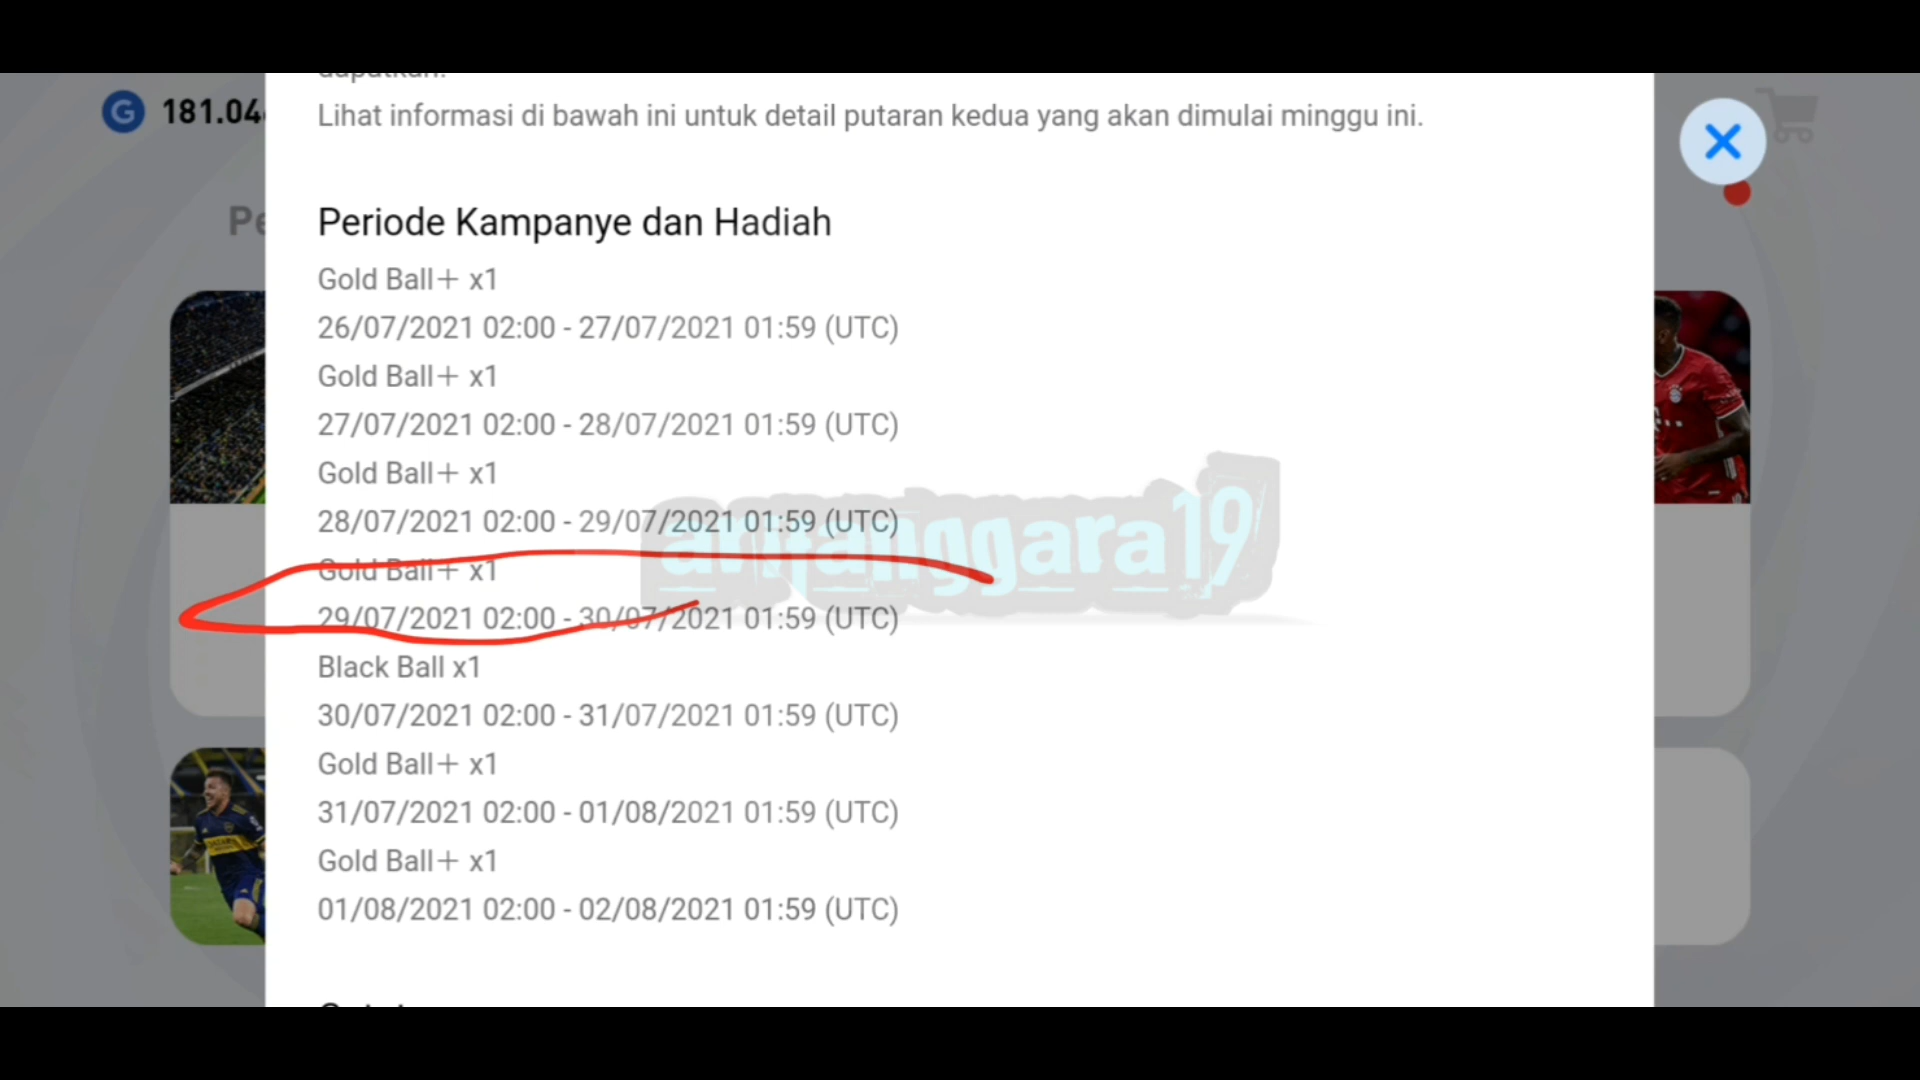 181.04
Lihat informasi di bawah ini untuk detail putaran kedua yang akan dimulai minggu ini.
Periode Kampanye dan Hadiah
Gold Ball+ x1
26/07/2021 02:00 - 27/07/2021 01:59 (UTC)
Gold Ball+ x1
27/07/2021 02:00 - 28/07/2021 01:59 (UTC)
Gold Ball+ x1
28/07/2021 02:00 - 29/07/2021 01:59 (UTC)
Gold Ball+ x1
29/07/2021 02:00 - 30/07/2021 01:59 (UTC)
Black Ball x1
30/07/2021 02:00 - 31/07/2021 01:59 (UTC)
Gold Ball+ x1
31/07/2021 02:00 - 01/08/2021 01:59 (UTC)
Gold Ball+ x1
01/08/2021 02:00 - 02/08/2021 01:59 (UTC)